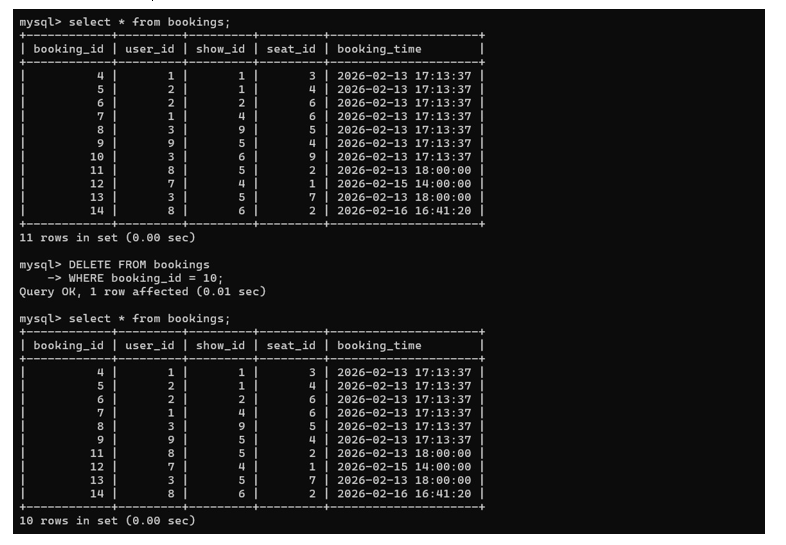 mysql> select * from bookings;
+------------+---------+---------+---------+---------------------+
| booking_id | user_id | show_id | seat_id | booking_time        |
+------------+---------+---------+---------+---------------------+
|          4 |       1 |       1 |       3 | 2026-02-13 17:13:37 |
|          5 |       2 |       1 |       4 | 2026-02-13 17:13:37 |
|          6 |       2 |       2 |       6 | 2026-02-13 17:13:37 |
|          7 |       1 |       4 |       6 | 2026-02-13 17:13:37 |
|          8 |       3 |       9 |       5 | 2026-02-13 17:13:37 |
|          9 |       9 |       5 |       4 | 2026-02-13 17:13:37 |
|         10 |       3 |       6 |       9 | 2026-02-13 17:13:37 |
|         11 |       8 |       5 |       2 | 2026-02-13 18:00:00 |
|         12 |       7 |       4 |       1 | 2026-02-15 14:00:00 |
|         13 |       3 |       5 |       7 | 2026-02-13 18:00:00 |
|         14 |       8 |       6 |       2 | 2026-02-16 16:41:20 |
+------------+---------+---------+---------+---------------------+
11 rows in set (0.00 sec)
mysql> DELETE FROM bookings
    -> WHERE booking_id = 10;
Query OK, 1 row affected (0.01 sec)
mysql> select * from bookings;
+------------+---------+---------+---------+---------------------+
| booking_id | user_id | show_id | seat_id | booking_time        |
+------------+---------+---------+---------+---------------------+
|          4 |       1 |       1 |       3 | 2026-02-13 17:13:37 |
|          5 |       2 |       1 |       4 | 2026-02-13 17:13:37 |
|          6 |       2 |       2 |       6 | 2026-02-13 17:13:37 |
|          7 |       1 |       4 |       6 | 2026-02-13 17:13:37 |
|          8 |       3 |       9 |       5 | 2026-02-13 17:13:37 |
|          9 |       9 |       5 |       4 | 2026-02-13 17:13:37 |
|         11 |       8 |       5 |       2 | 2026-02-13 18:00:00 |
|         12 |       7 |       4 |       1 | 2026-02-15 14:00:00 |
|         13 |       3 |       5 |       7 | 2026-02-13 18:00:00 |
|         14 |       8 |       6 |       2 | 2026-02-16 16:41:20 |
+------------+---------+---------+---------+---------------------+
10 rows in set (0.00 sec)